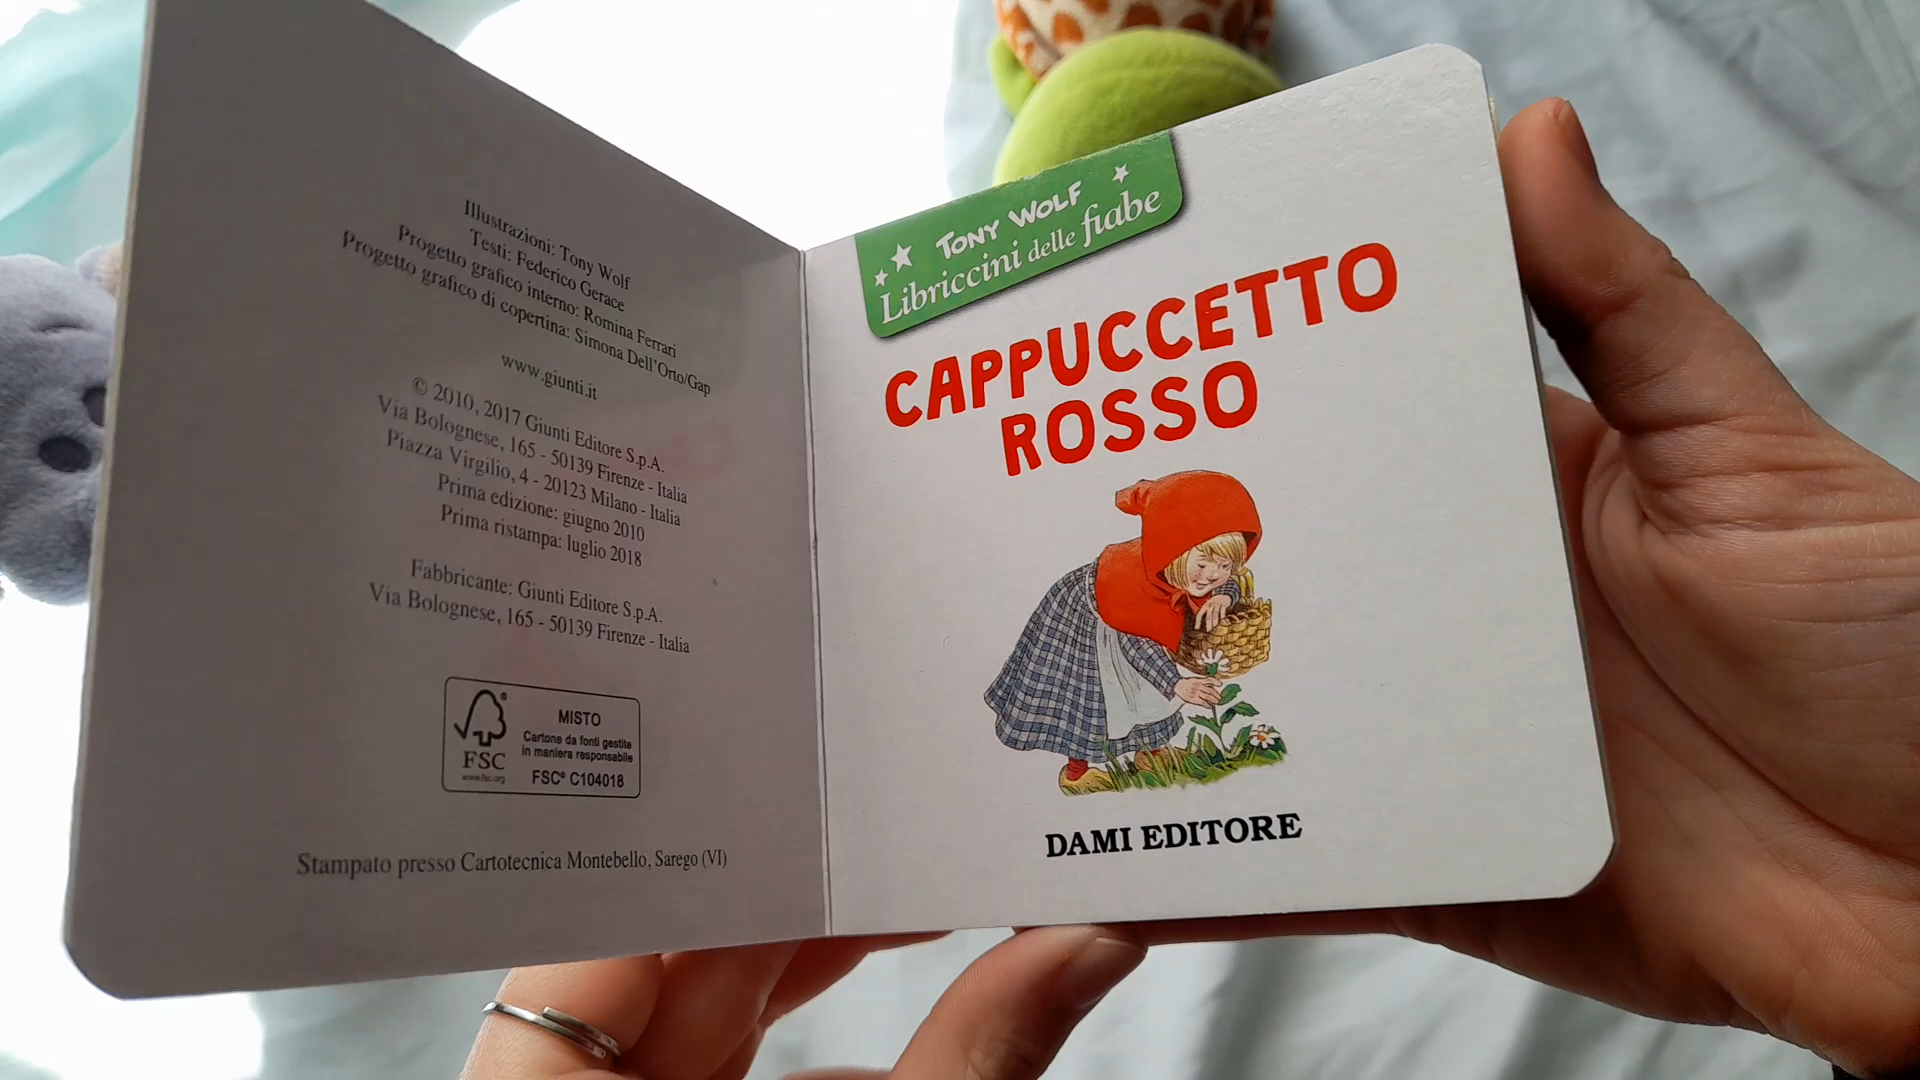 Illustrazioni: Tony Wolf
Testi: Federico Gerace
Progetto grafico interno: Romina Ferrari
Progetto grafico di copertina: Simona Dell'Orto/Gap
www.giunti.it
© 2010, 2017 Giunti Editore S.p.A.
Via Bolognese, 165 - 50139 Firenze - Italia
Piazza Virgilio, 4 - 20123 Milano - Italia
Prima edizione: giugno 2010
Prima ristampa: luglio 2018
Fabbricante: Giunti Editore S.p.A.
Via Bolognese, 165 - 50139 Firenze - Italia
®
FSC
www.fsc.org
MISTO
Cartone da fonti gestite
in maniera responsabile
FSC® C104018
Stampato presso Cartotecnica Montebello, Sarego (VI)
TONY WOLF
Libriccini delle fiabe
CAPPUCCETTO
ROSSO
DAMI EDITORE